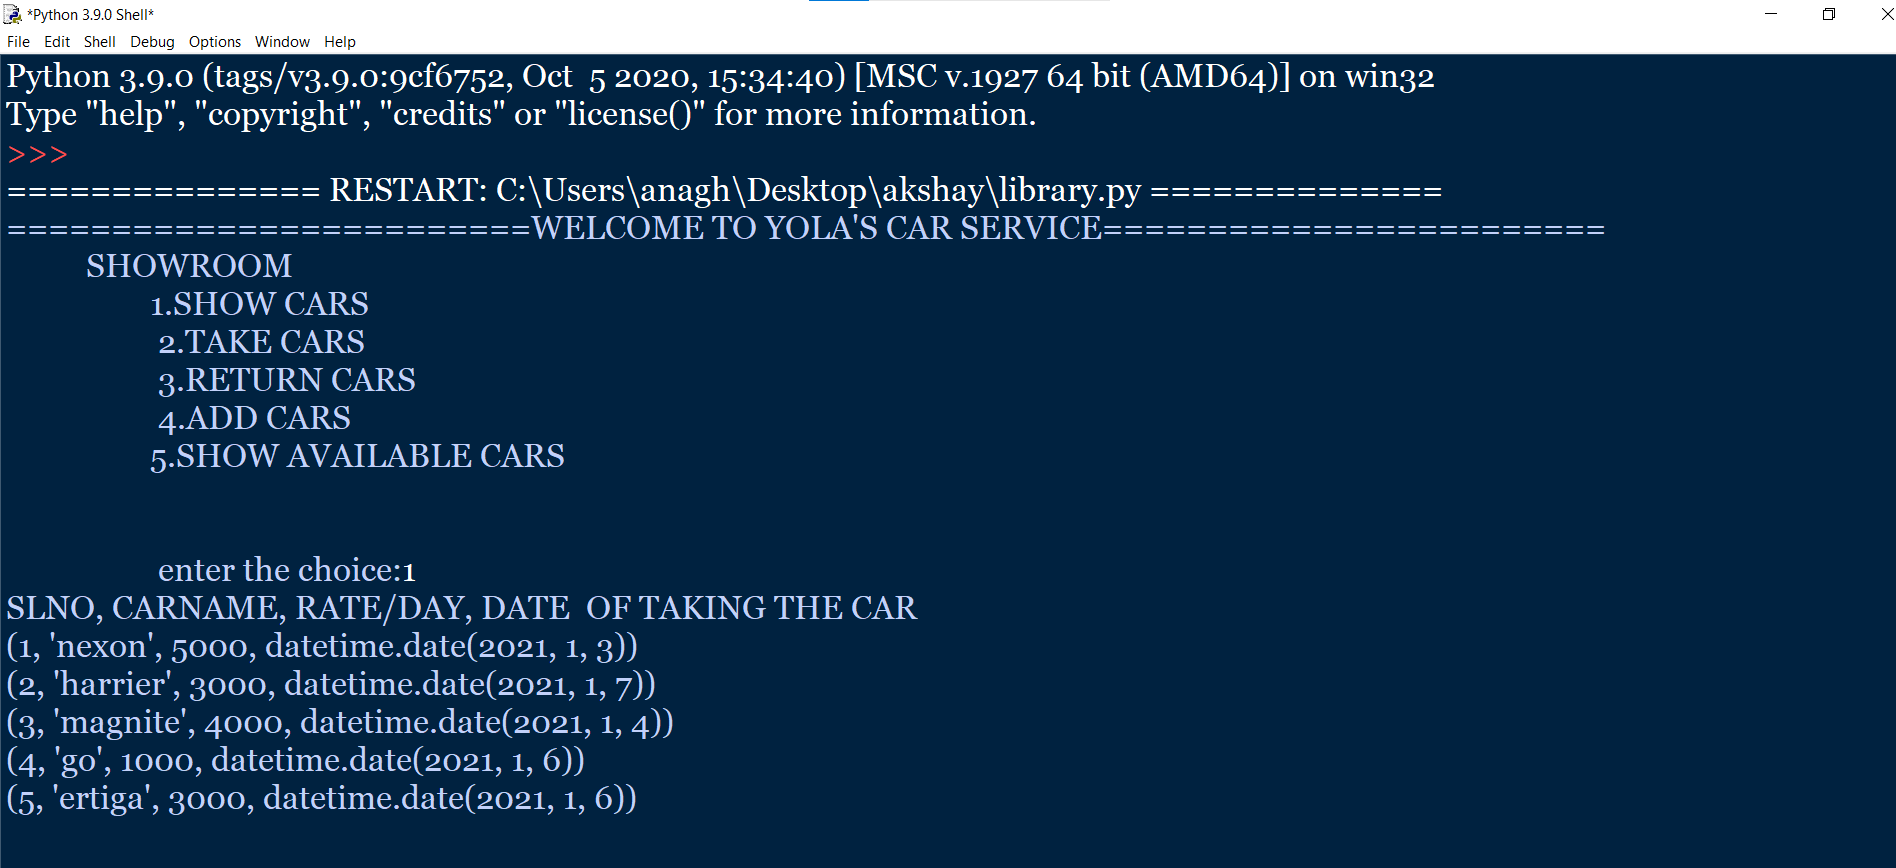 *Python 3.9.0 Shell*
File Edit Shell Debug Options Window Help
Python 3.9.0 (tags/v3.9.0:9cf6752, Oct  5 2020, 15:34:40) [MSC v.1927 64 bit (AMD64)] on win32
Type "help", "copyright", "credits" or "license()" for more information.
>>>
=============== RESTART: C:\Users\anagh\Desktop\akshay\library.py ==============
=========================WELCOME TO YOLA'S CAR SERVICE========================
SHOWROOM
1.SHOW CARS
2.TAKE CARS
3.RETURN CARS
4.ADD CARS
5.SHOW AVAILABLE CARS
enter the choice:1
SLNO, CARNAME, RATE/DAY, DATE  OF TAKING THE CAR
(1, 'nexon', 5000, datetime.date(2021, 1, 3))
(2, 'harrier', 3000, datetime.date(2021, 1, 7))
(3, 'magnite', 4000, datetime.date(2021, 1, 4))
(4, 'go', 1000, datetime.date(2021, 1, 6))
(5, 'ertiga', 3000, datetime.date(2021, 1, 6))